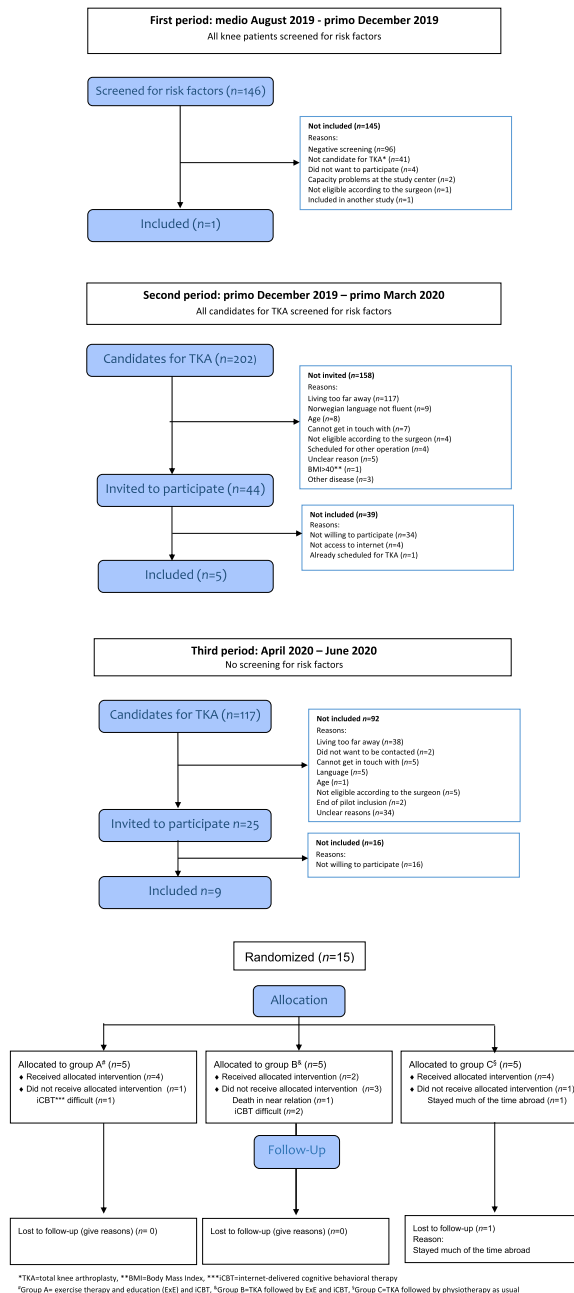 First period: medio August 2019 - primo December 2019
All knee patients screened for risk factors
Screened for risk factors (n=146)
Not included (n=145)
Reasons:
Negative screening (n=96)
Not candidate for TKA* (n=41)
Did not want to participate (n=4)
Capacity problems at the study center (n=2)
Not eligible according to the surgeon (n=1)
Included in another study (n=1)
Included (n=1)
Second period: primo December 2019 – primo March 2020
All candidates for TKA screened for risk factors
Candidates for TKA (n=202)
Not invited (n=158)
Reasons:
Living too far away (n=117)
Norwegian language not fluent (n=9)
Age (n=8)
Cannot get in touch with (n=7)
Not eligible according to the surgeon (n=4)
Scheduled for other operation (n=4)
Unclear reason (n=5)
BMI>40** (n=1)
Other disease (n=3)
Invited to participate (n=44)
Not included (n=39)
Reasons:
Not willing to participate (n=34)
Not access to internet (n=4)
Already scheduled for TKA (n=1)
Included (n=5)
Third period: April 2020 – June 2020
No screening for risk factors
Candidates for TKA (n=117)
Not included n=92
Reasons:
Living too far away (n=38)
Did not want to be contacted (n=2)
Cannot get in touch with (n=5)
Language (n=5)
Age (n=1)
Not eligible according to the surgeon (n=5)
End of pilot inclusion (n=2)
Unclear reasons (n=34)
Invited to participate n=25
Not included (n=16)
Reasons:
Not willing to participate (n=16)
Included n=9
Randomized (n=15)
Allocation
Allocated to group A# (n=5)
♦ Received allocated intervention (n=4)
♦ Did not receive allocated intervention (n=1)
iCBT*** difficult (n=1)
Allocated to group B& (n=5)
♦ Received allocated intervention (n=2)
♦ Did not receive allocated intervention (n=3)
Death in near relation (n=1)
iCBT difficult (n=2)
Allocated to group C§ (n=5)
♦ Received allocated intervention (n=4)
♦ Did not receive allocated intervention (n=1)
Stayed much of the time abroad (n=1)
Follow-Up
Lost to follow-up (give reasons) (n= 0)
Lost to follow-up (give reasons) (n=0)
Lost to follow-up (n=1)
Reason:
Stayed much of the time abroad
*TKA=total knee arthroplasty, **BMI=Body Mass Index, ***iCBT=internet-delivered cognitive behavioral therapy
#Group A= exercise therapy and education (ExE) and iCBT, &Group B=TKA followed by ExE and iCBT, §Group C=TKA followed by physiotherapy as usual